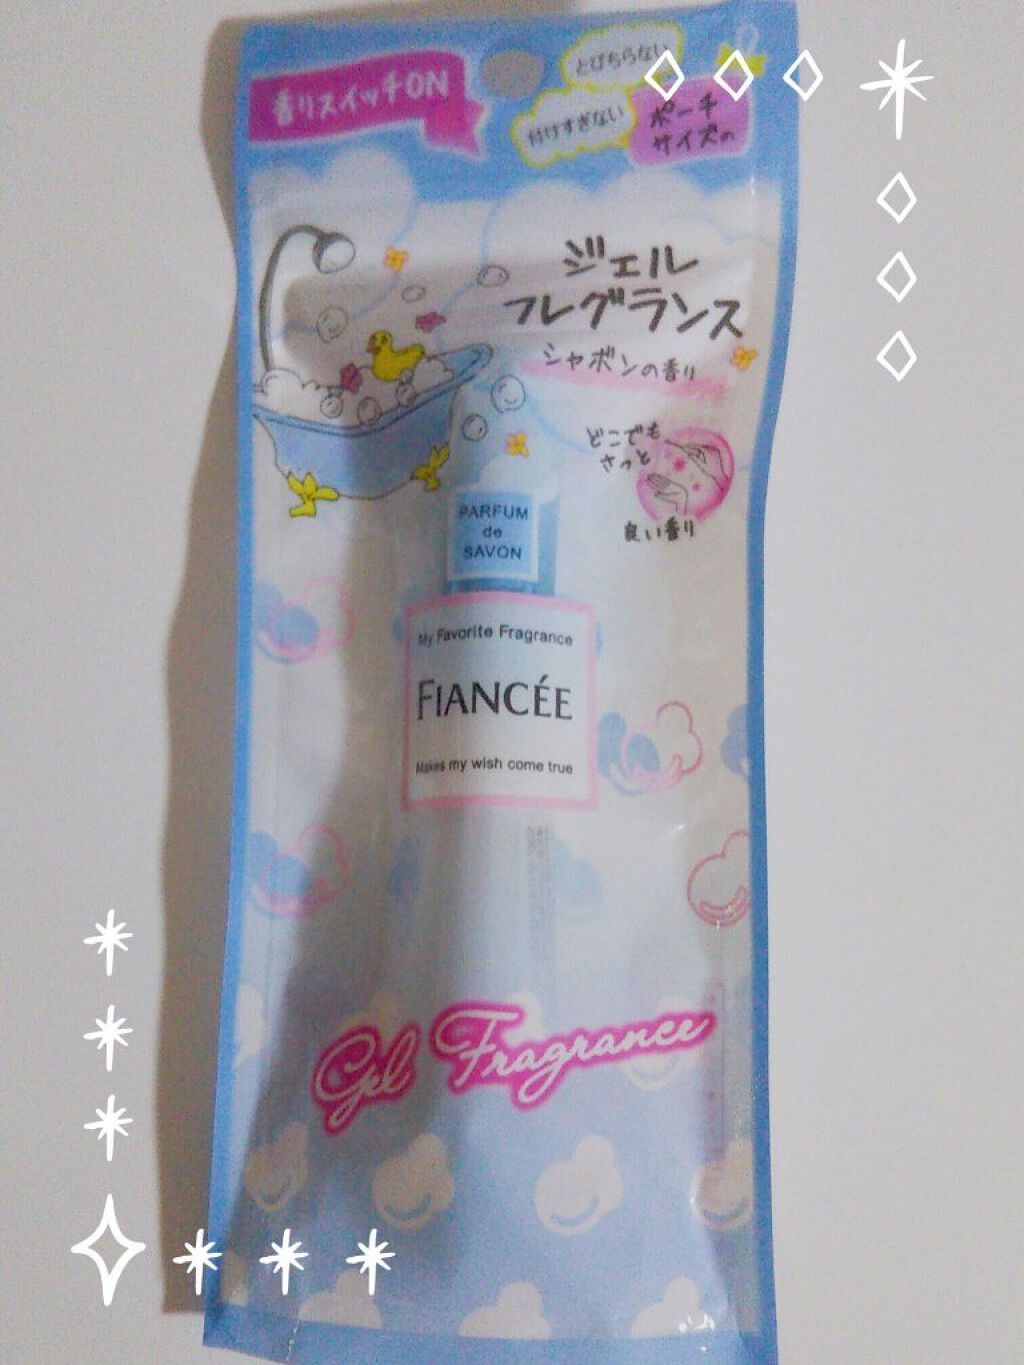 香りスイッチON
とびちらない
付けすぎない
ポーチ
サイズの
ジェル
フレグランス
シャボンの香り
どこでも
さっと
良い香り
PARFUM
de
SAVON
My Favorite Fragrance
FIANCÉE
Makes my wish come true
Gel Fragrance